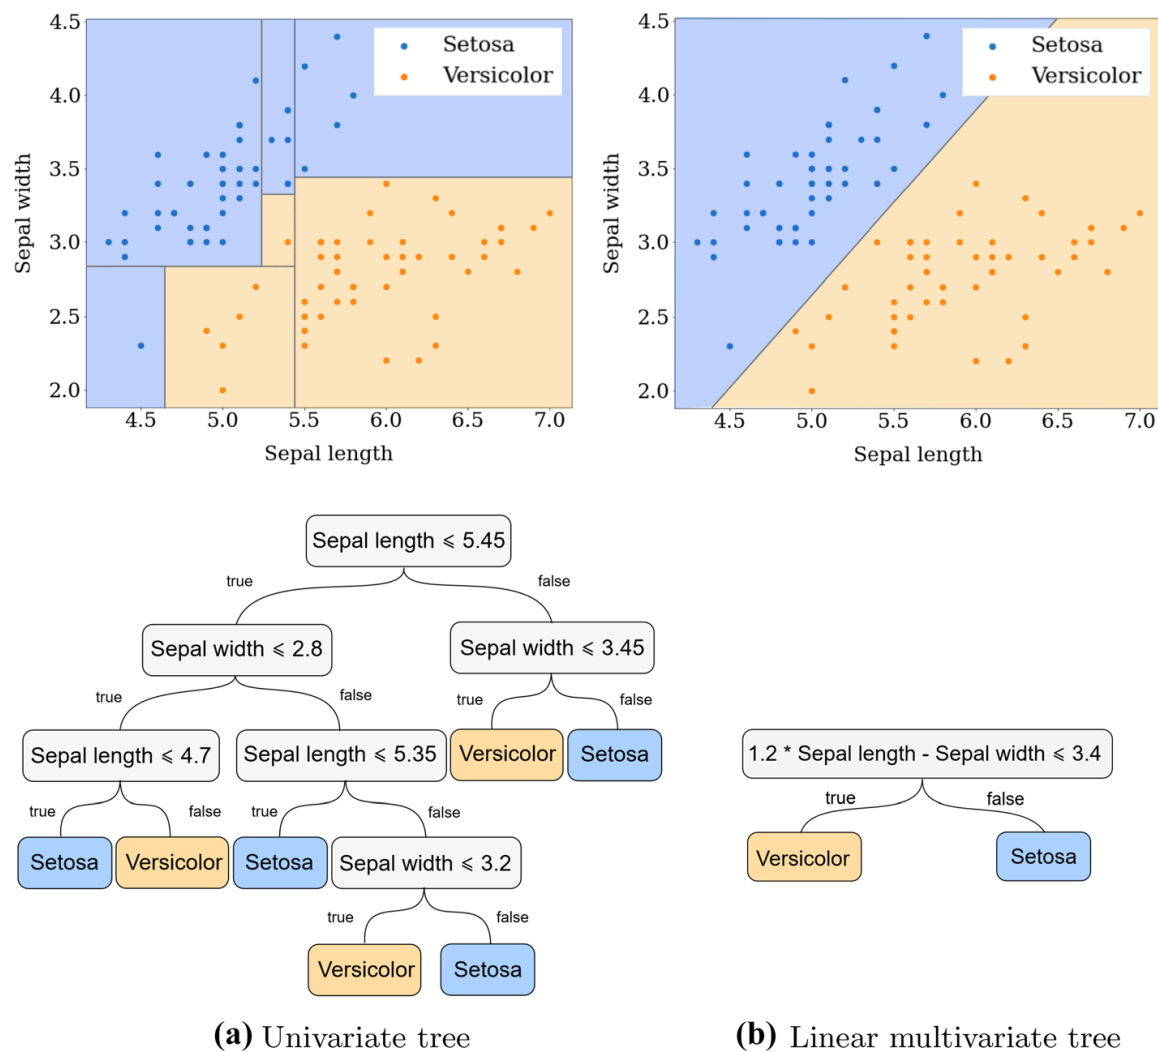 4.5
4.0
3.5
3.0
2.5
2.0
Sepal width
Setosa
Versicolor
4.5 5.0 5.5 6.0 6.5 7.0
Sepal length
4.5
4.0
3.5
3.0
2.5
2.0
Sepal width
Setosa
Versicolor
4.5 5.0 5.5 6.0 6.5 7.0
Sepal length
Sepal length ⩽ 5.45
true false
Sepal width ⩽ 2.8
Sepal width ⩽ 3.45
true false
true false
Sepal length ⩽ 4.7
Sepal length ⩽ 5.35
Versicolor
Setosa
true false
true false
Setosa
Versicolor
Setosa
Sepal width ⩽ 3.2
true false
Versicolor
Setosa
(a) Univariate tree
1.2 * Sepal length - Sepal width ⩽ 3.4
true false
Versicolor
Setosa
(b) Linear multivariate tree